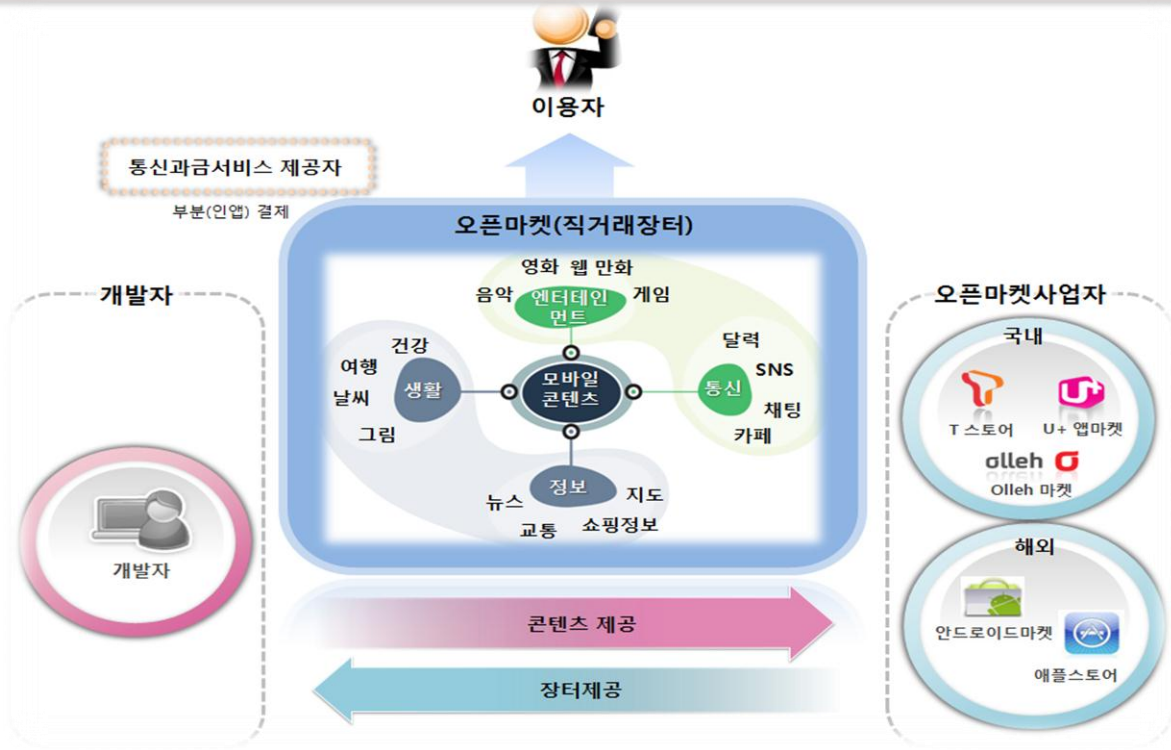 이용자
통신과금서비스 제공자
부분(인앱) 결제
오픈마켓(직거래장터)
영화 웹 만화
음악
엔터테인
먼트
게임
건강
여행
생활
날씨
그림
모바일
콘텐츠
달력
SNS
통신
채팅
카페
정보
뉴스
지도
교통
쇼핑정보
개발자
개발자
오픈마켓사업자
국내
T 스토어
U+
U+ 앱마켓
olleh
Olleh 마켓
해외
안드로이드마켓
애플스토어
콘텐츠 제공
장터제공